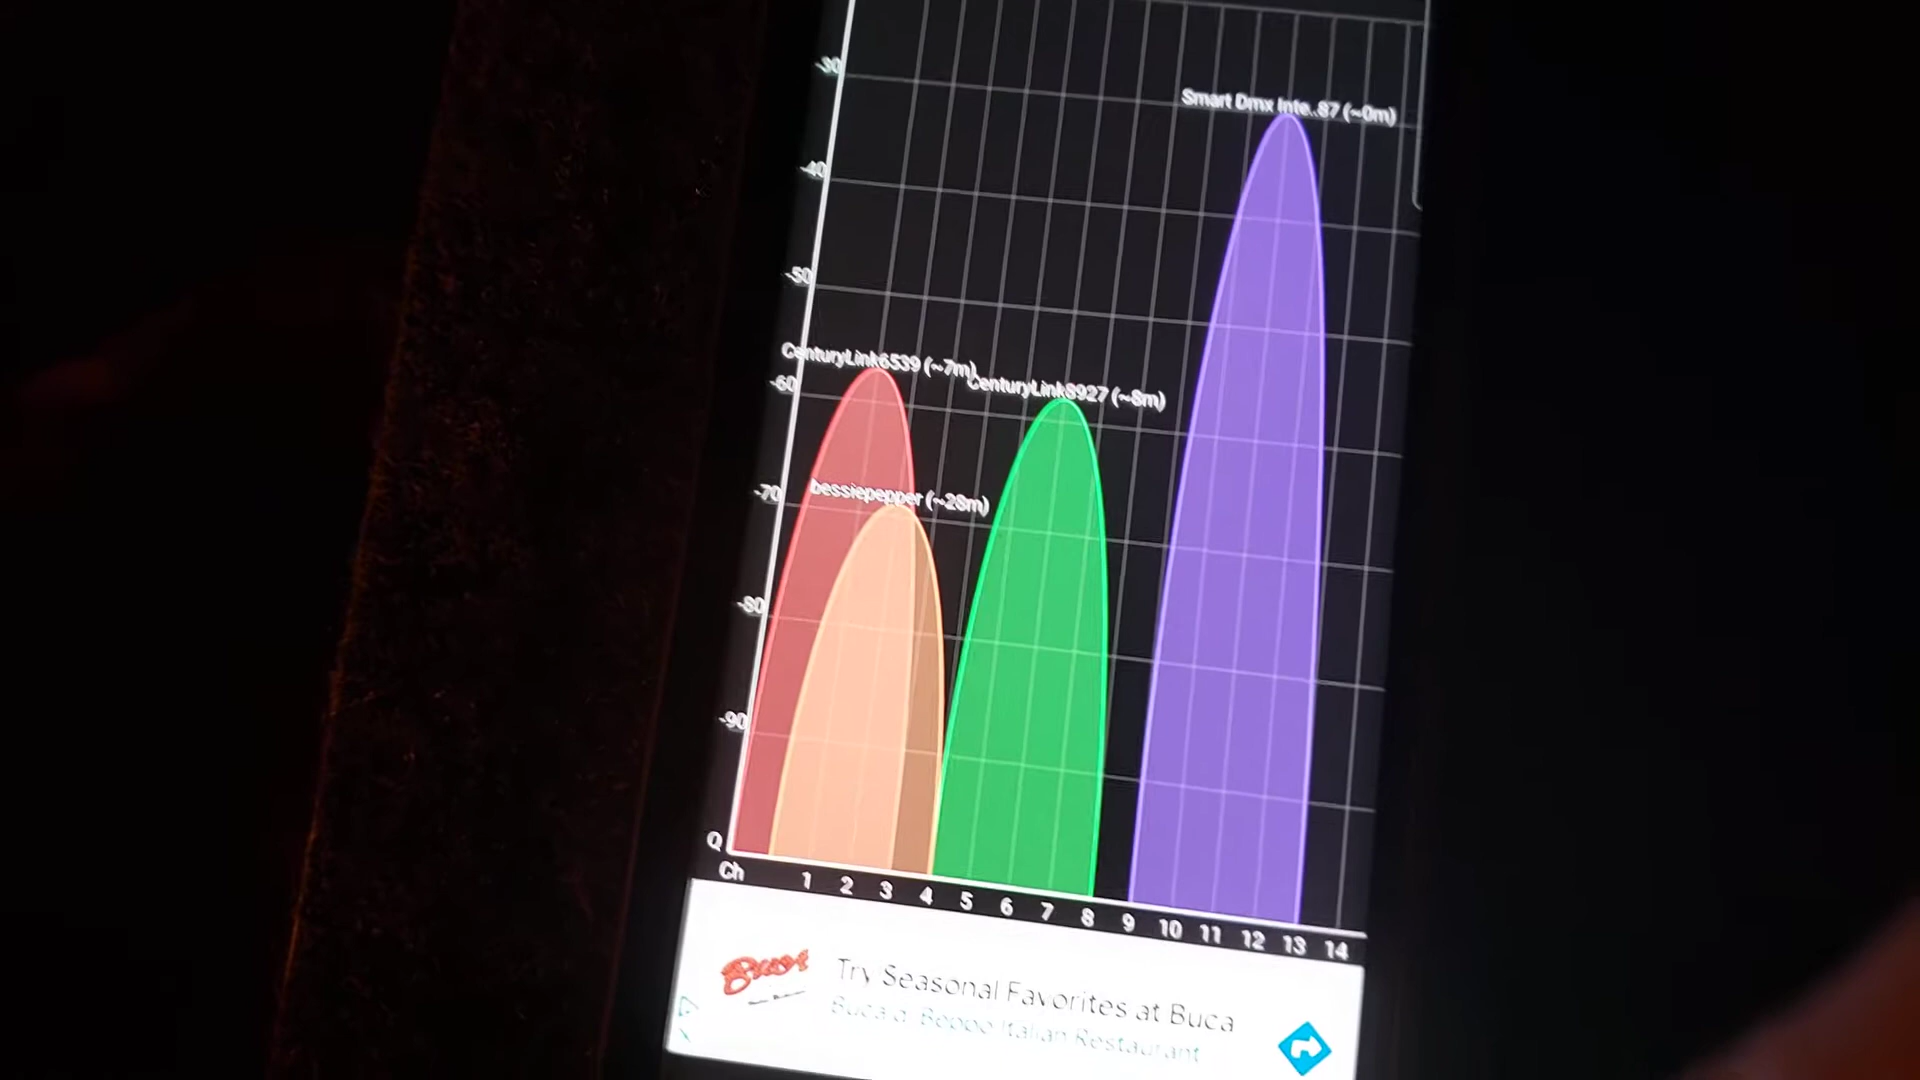 -30
Smart Dmx Inte..87 (~0m)
-40
-50
CenturyLink6539 (~7m)
CenturyLink8927 (~8m)
-60
-70
bessiepepper (~28m)
-80
-90
Q
Ch
1 2 3 4 5 6 7 8 9 10 11 12 13 14
Buca
Try Seasonal Favorites at Buca
Buca di Beppo Italian Restaurant